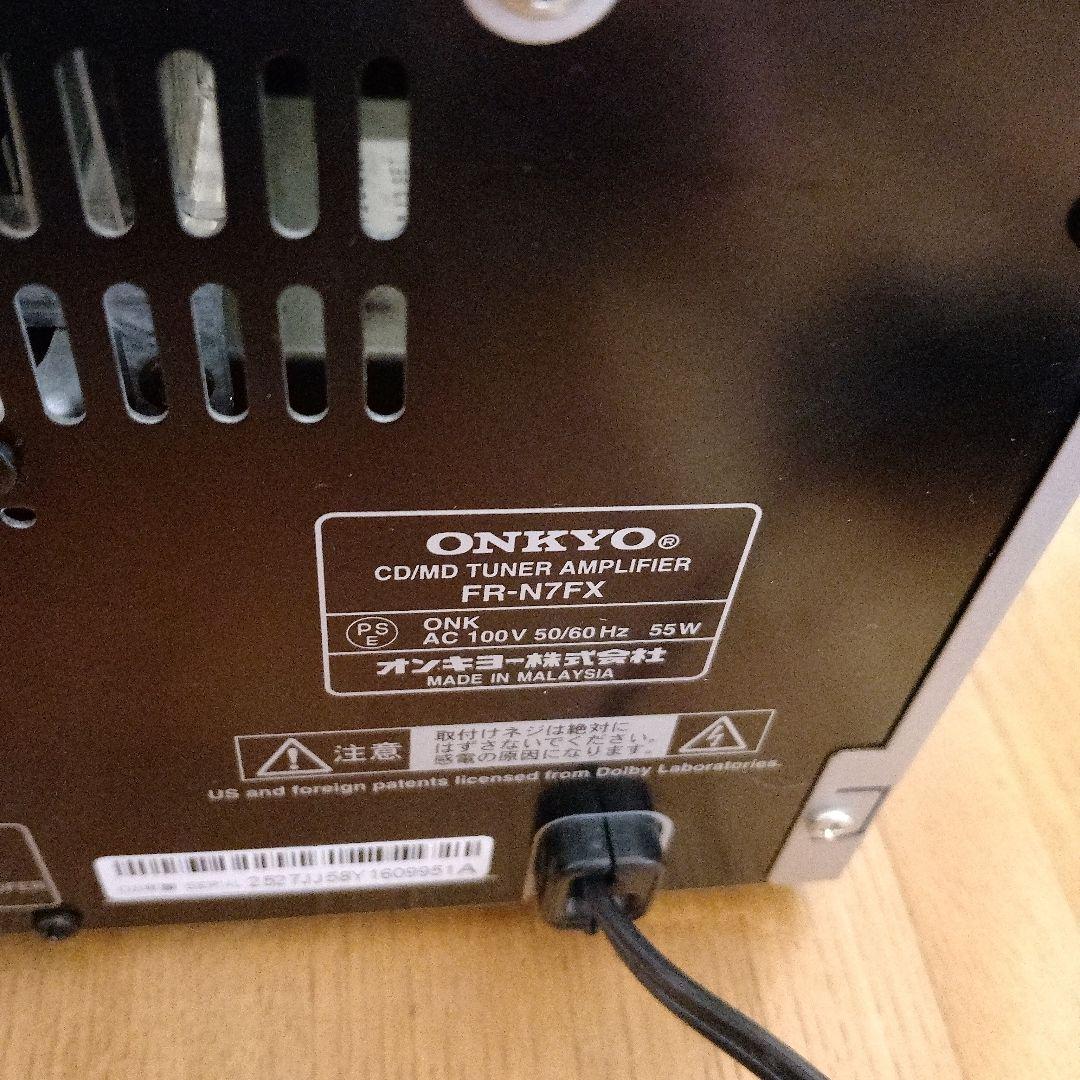 ONKYO®
CD/MD TUNER AMPLIFIER
FR-N7FX
PSE
ONK
AC 100V 50/60Hz 55W
オンキヨー株式会社
MADE IN MALAYSIA
注意
取付けネジは絶対に
はずさないでください。
感電の原因になります。
US and foreign patents licensed from Dolby Laboratories.
2527JJ58Y1609951A